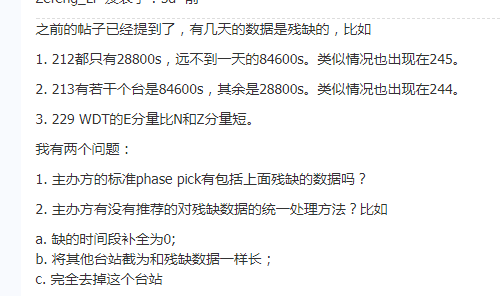 之前的帖子已经提到了，有几天的数据是残缺的，比如
1. 212都只有28800s，远不到一天的84600s。类似情况也出现在245。
2. 213有若干个台是84600s，其余是28800s。类似情况也出现在244。
3. 229 WDT的E分量比N和Z分量短。
我有两个问题：
1. 主办方的标准phase pick有包括上面残缺的数据吗？
2. 主办方有没有推荐的对残缺数据的统一处理方法？比如
a. 缺的时间段补全为0;
b. 将其他台站截为和残缺数据一样长；
c. 完全去掉这个台站